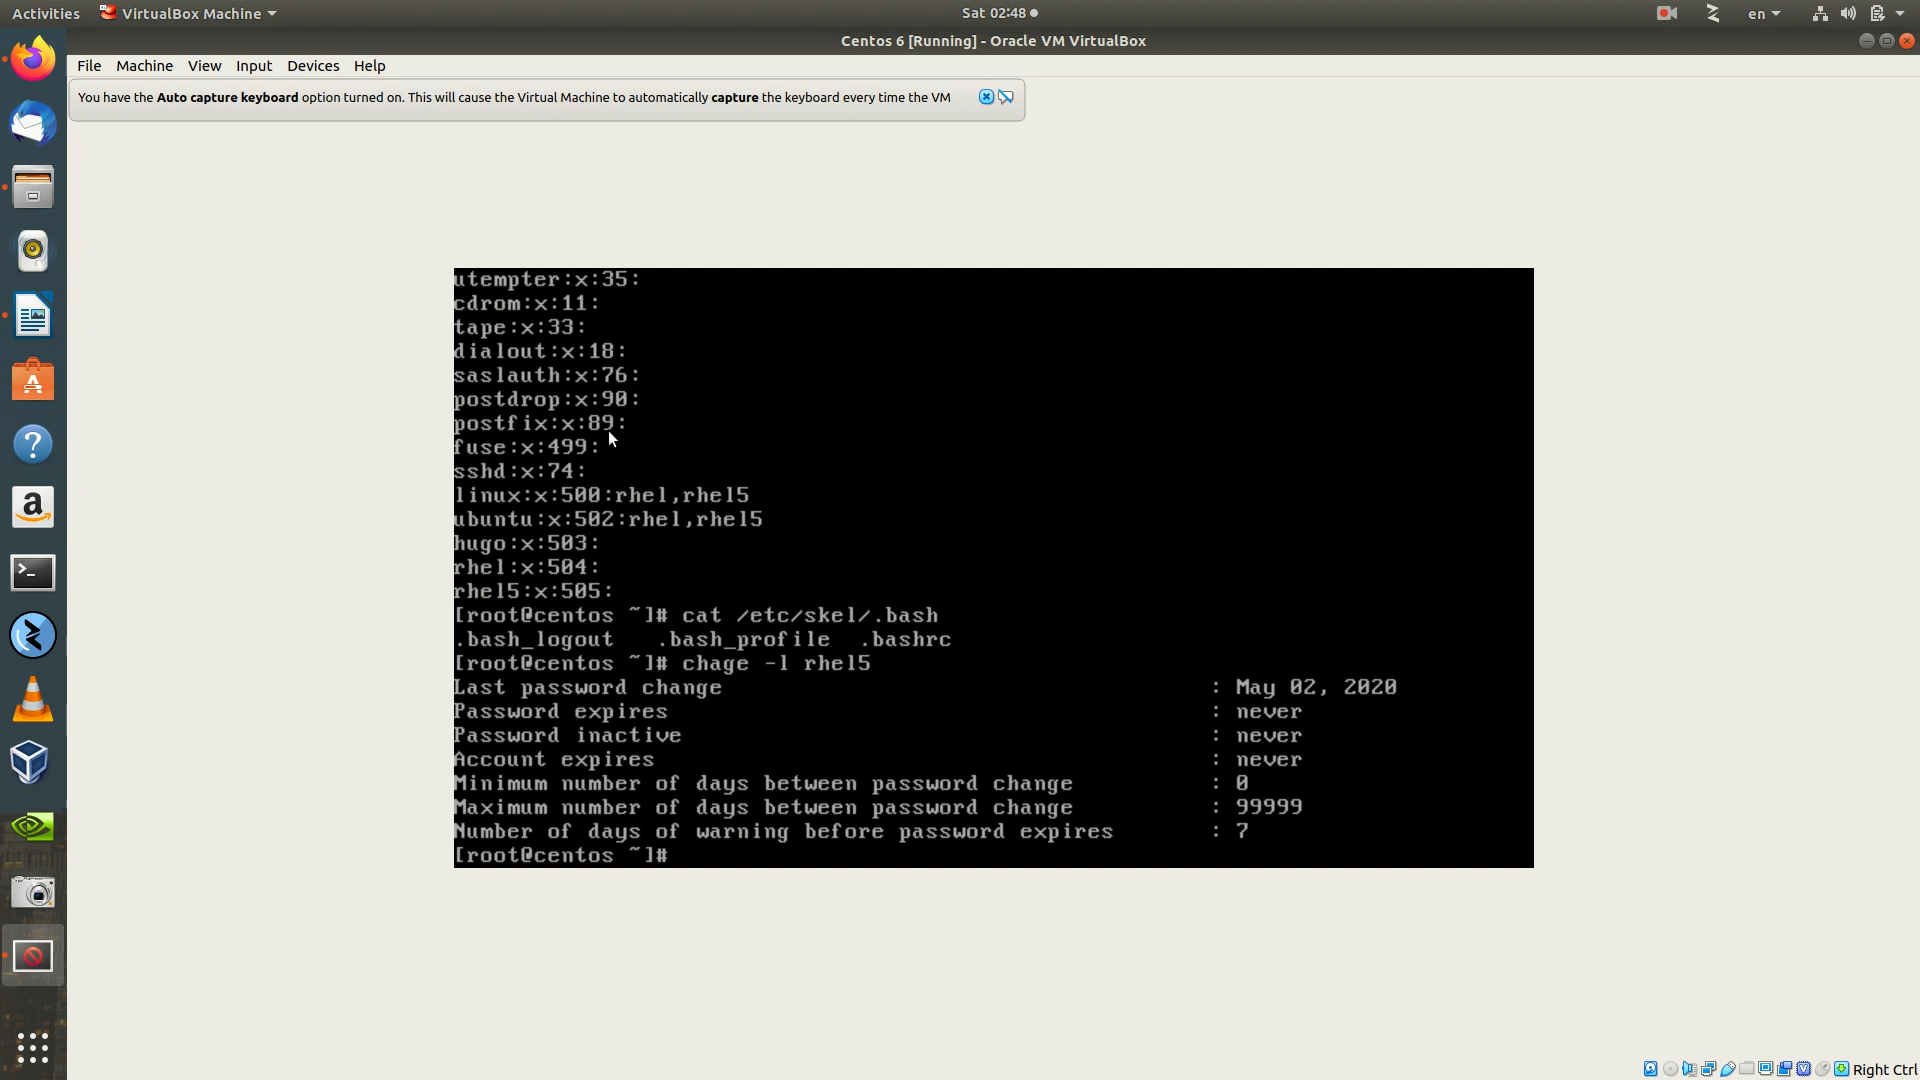 Activities VirtualBox Machine Sat 02:48 en
Centos 6 [Running] - Oracle VM VirtualBox
File Machine View Input Devices Help
You have the Auto capture keyboard option turned on. This will cause the Virtual Machine to automatically capture the keyboard every time the VM
utempter:x:35:
cdrom:x:11:
tape:x:33:
dialout:x:18:
saslauth:x:76:
postdrop:x:90:
postfix:x:89:
fuse:x:499:
sshd:x:74:
linux:x:500:rhel,rhel5
ubuntu:x:502:rhel,rhel5
hugo:x:503:
rhel:x:504:
rhel5:x:505:
[root@centos ~]# cat /etc/skel/.bash
.bash_logout .bash_profile .bashrc
[root@centos ~]# chage -l rhel5
Last password change : May 02, 2020
Password expires : never
Password inactive : never
Account expires : never
Minimum number of days between password change : 0
Maximum number of days between password change : 99999
Number of days of warning before password expires : 7
[root@centos ~]#
Right Ctrl